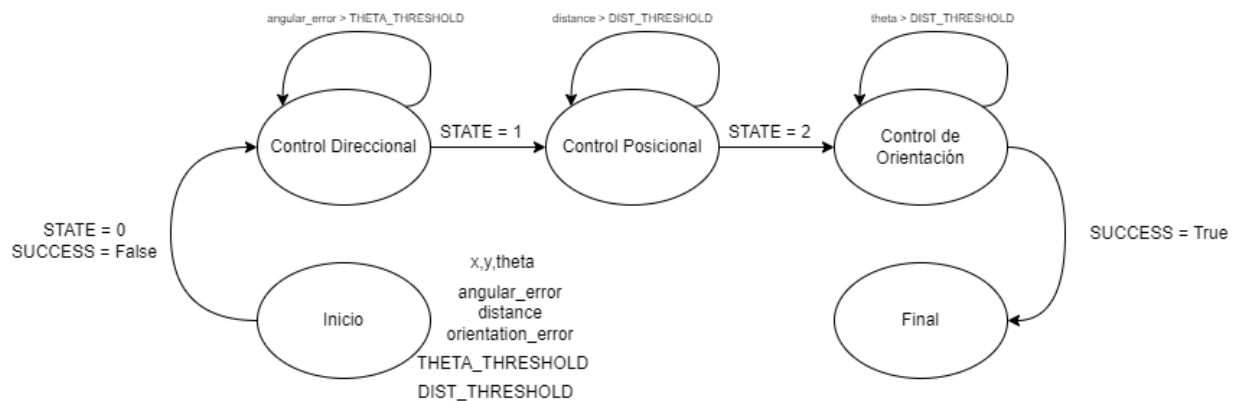 angular_error > THETA_THRESHOLD
distance > DIST_THRESHOLD
theta > DIST_THRESHOLD
Control Direccional
STATE = 1
Control Posicional
STATE = 2
Control de
Orientación
STATE = 0
SUCCESS = False
SUCCESS = True
Inicio
x,y,theta
angular_error
distance
orientation_error
THETA_THRESHOLD
DIST_THRESHOLD
Final